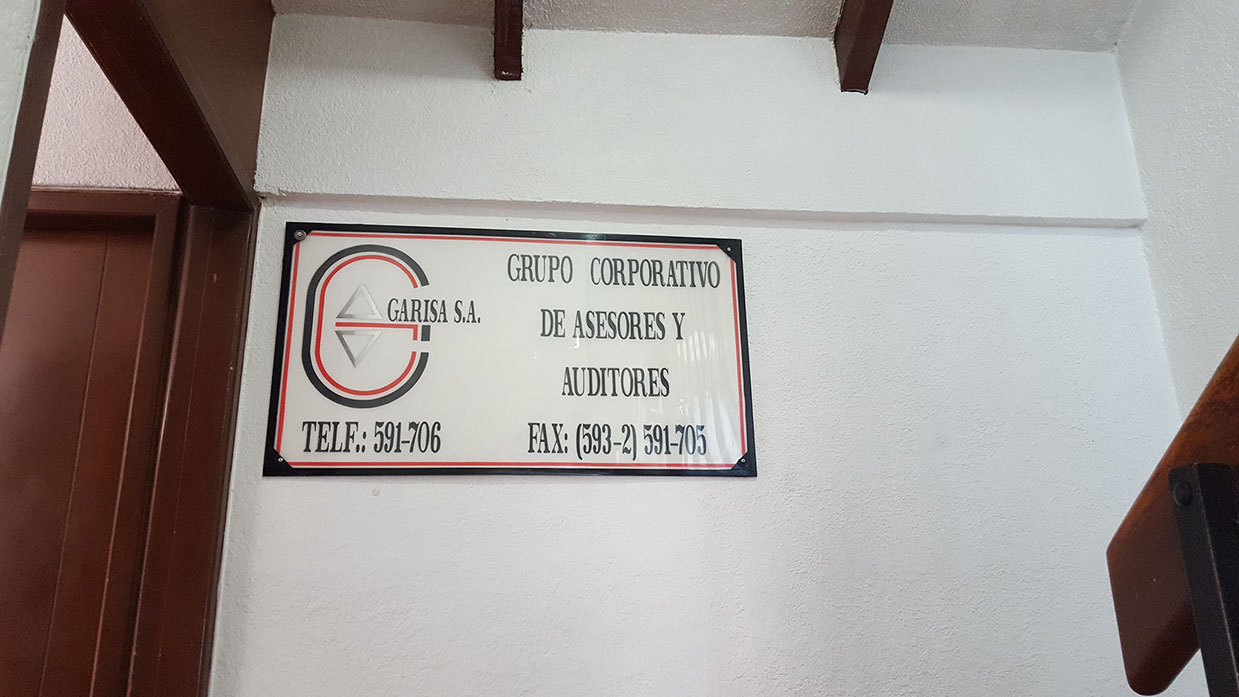 GARISA S.A.
GRUPO CORPORATIVO
DE ASESORES Y
AUDITORES
TELF.: 591-706
FAX: (593-2) 591-705